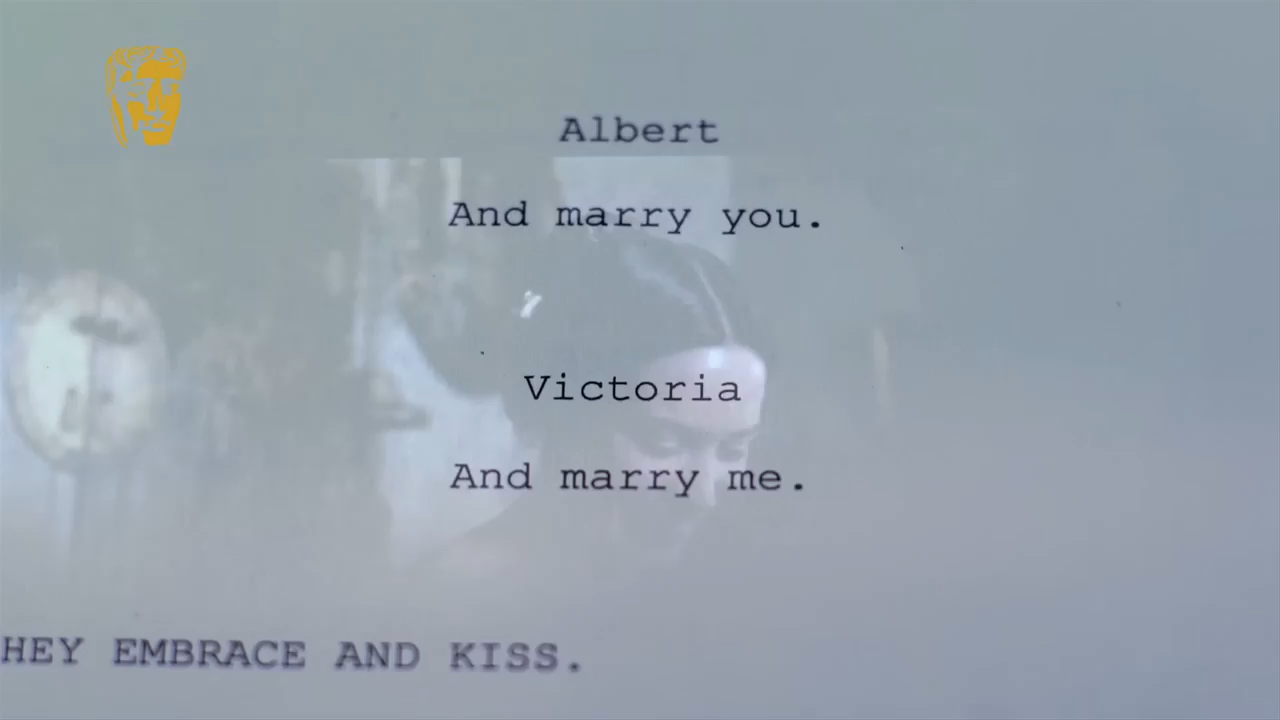 Albert
And marry you.
Victoria
And marry me.
HEY EMBRACE AND KISS.